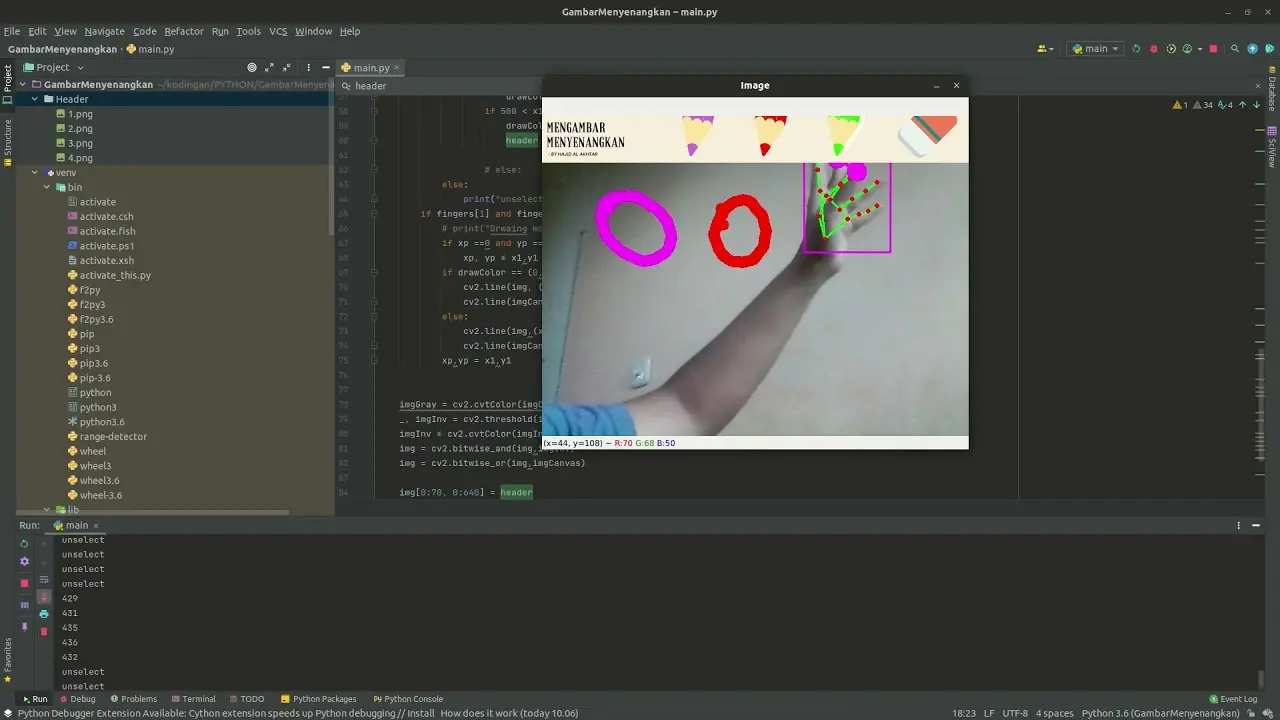 GambarMenyenangkan – main.py
File Edit View Navigate Code Refactor Run Tools VCS Window Help
GambarMenyenangkan main.py
main
Project
main.py
Image
GambarMenyenangkan ~/kodingan/PYTHON/GambarMenyen
header
Header
1.png
2.png
3.png
4.png
venv
bin
activate
activate.csh
activate.fish
activate.ps1
activate.xsh
activate_this.py
f2py
f2py3
f2py3.6
pip
pip3
pip3.6
pip-3.6
python
python3
python3.6
range-detector
wheel
wheel3
wheel3.6
wheel-3.6
lib
Project
Structure
Favorites
Database
SciView
1 34 4
58 if 500 < x1
59 drawCol
60 header
61
62 # else:
63 else:
64 print("unselect
65 if fingers[1] and finge
66 # print("Drwaing mo
67 if xp ==0 and yp ==
68 xp, yp = x1,y1
69 if drawColor == (0,
70 cv2.line(img, (
71 cv2.line(imgCan
72 else:
73 cv2.line(img,(x
74 cv2.line(imgCan
75 xp,yp = x1,y1
76
77
78 imgGray = cv2.cvtColor(imgC
79 _, imgInv = cv2.threshold(i
80 imgInv = cv2.cvtColor(imgIn
81 img = cv2.bitwise_and(img,imgInv)
82 img = cv2.bitwise_or(img,imgCanvas)
83
84 img[0:70, 0:640] = header
MENGAMBAR
MENYENANGKAN
- BY HAJID AL AKHTAR
(x=44, y=108) ~ R:70 G:68 B:50
Run: main
unselect
unselect
unselect
unselect
429
431
435
436
432
unselect
unselect
Run Debug Problems Terminal TODO Python Packages Python Console Event Log
Python Debugger Extension Available: Cython extension speeds up Python debugging // Install How does it work (today 10.06) 18:23 LF UTF-8 4 spaces Python 3.6 (GambarMenyenangkan)